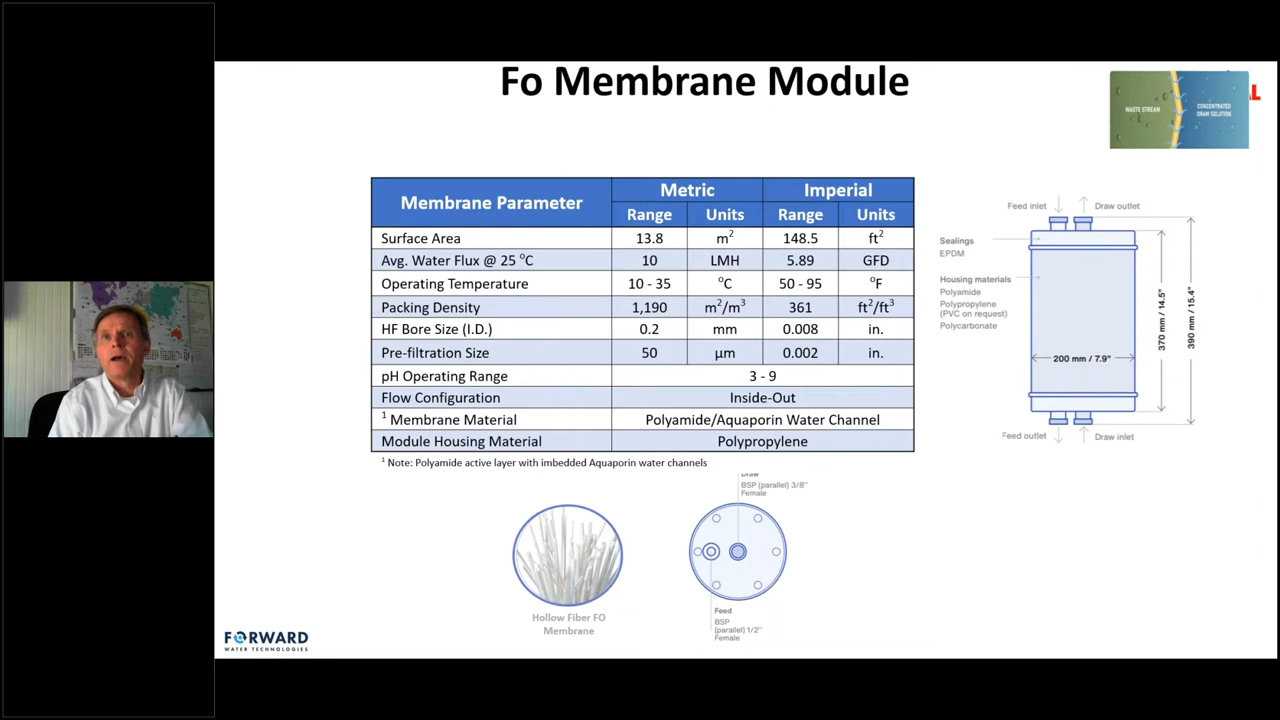 Fo Membrane Module
WASTE STREAM
CONCENTRATED
DRAW SOLUTION
Membrane Parameter Metric Imperial
Range Units Range Units
Surface Area 13.8 m² 148.5 ft²
Avg. Water Flux @ 25 °C 10 LMH 5.89 GFD
Operating Temperature 10 - 35 °C 50 - 95 °F
Packing Density 1,190 m²/m³ 361 ft²/ft³
HF Bore Size (I.D.) 0.2 mm 0.008 in.
Pre-filtration Size 50 µm 0.002 in.
pH Operating Range 3 - 9
Flow Configuration Inside-Out
¹ Membrane Material Polyamide/Aquaporin Water Channel
Module Housing Material Polypropylene
¹ Note: Polyamide active layer with imbedded Aquaporin water channels
Feed inlet Draw outlet
Sealings
EPDM
Housing materials
Polyamide
Polypropylene
(PVC on request)
Polycarbonate
200 mm / 7.9"
370 mm / 14.5"
390 mm / 15.4"
Feed outlet Draw inlet
Hollow Fiber FO
Membrane
Draw
BSP (parallel) 3/8"
Female
Feed
BSP
(parallel) 1/2"
Female
FORWARD
WATER TECHNOLOGIES